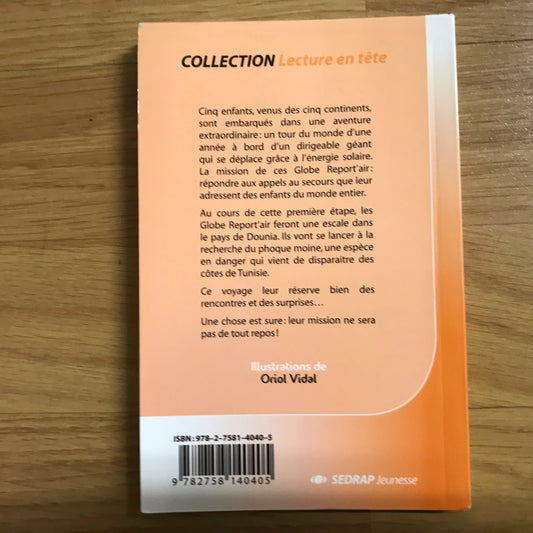 COLLECTION Lecture en tête
Cinq enfants, venus des cinq continents,
sont embarqués dans une aventure
extraordinaire : un tour du monde d'une
année à bord d'un dirigeable géant
qui se déplace grâce à l'énergie solaire.
La mission de ces Globe Report'air :
répondre aux appels au secours que leur
adressent des enfants du monde entier.
Au cours de cette première étape, les
Globe Report'air feront une escale dans
le pays de Dounia. Ils vont se lancer à la
recherche du phoque moine, une espèce
en danger qui vient de disparaitre des
côtes de Tunisie.
Ce voyage leur réserve bien des
rencontres et des surprises...
Une chose est sure : leur mission ne sera
pas de tout repos !
Illustrations de
Oriol Vidal
ISBN : 978-2-7581-4040-5
9 782758 140405
SEDRAP Jeunesse